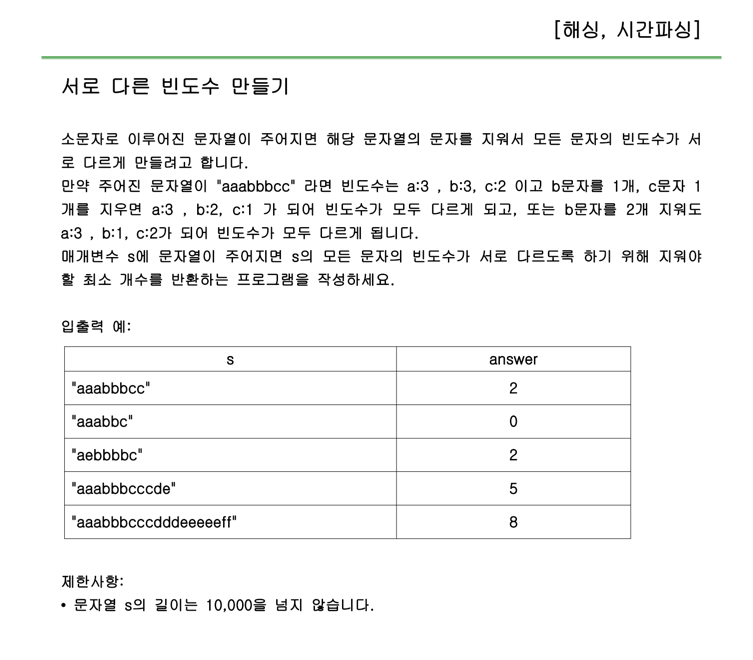 [해싱, 시간파싱]
서로 다른 빈도수 만들기
소문자로 이루어진 문자열이 주어지면 해당 문자열의 문자를 지워서 모든 문자의 빈도수가 서
로 다르게 만들려고 합니다.
만약 주어진 문자열이 "aaabbbcc" 라면 빈도수는 a:3 , b:3, c:2 이고 b문자를 1개, c문자 1
개를 지우면 a:3 , b:2, c:1 가 되어 빈도수가 모두 다르게 되고, 또는 b문자를 2개 지워도
a:3 , b:1, c:2가 되어 빈도수가 모두 다르게 됩니다.
매개변수 s에 문자열이 주어지면 s의 모든 문자의 빈도수가 서로 다르도록 하기 위해 지워야
할 최소 개수를 반환하는 프로그램을 작성하세요.
입출력 예:
s answer
"aaabbbcc" 2
"aaabbc" 0
"aebbbbc" 2
"aaabbbcccde" 5
"aaabbbcccdddeeeeeff" 8
제한사항:
• 문자열 s의 길이는 10,000을 넘지 않습니다.